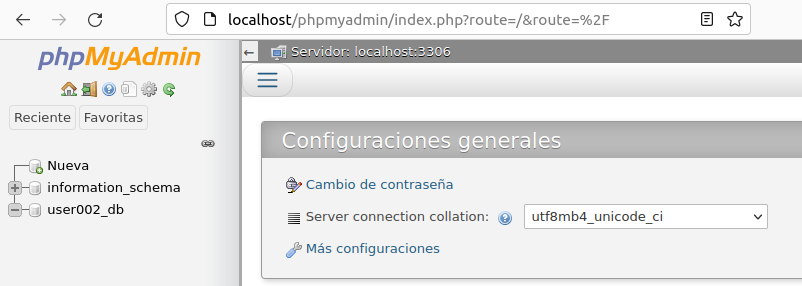 localhost/phpmyadmin/index.php?route=/&route=%2F
phpMyAdmin
Servidor: localhost:3306
Reciente Favoritas
Nueva
information_schema
user002_db
Configuraciones generales
Cambio de contraseña
Server connection collation: utf8mb4_unicode_ci
Más configuraciones